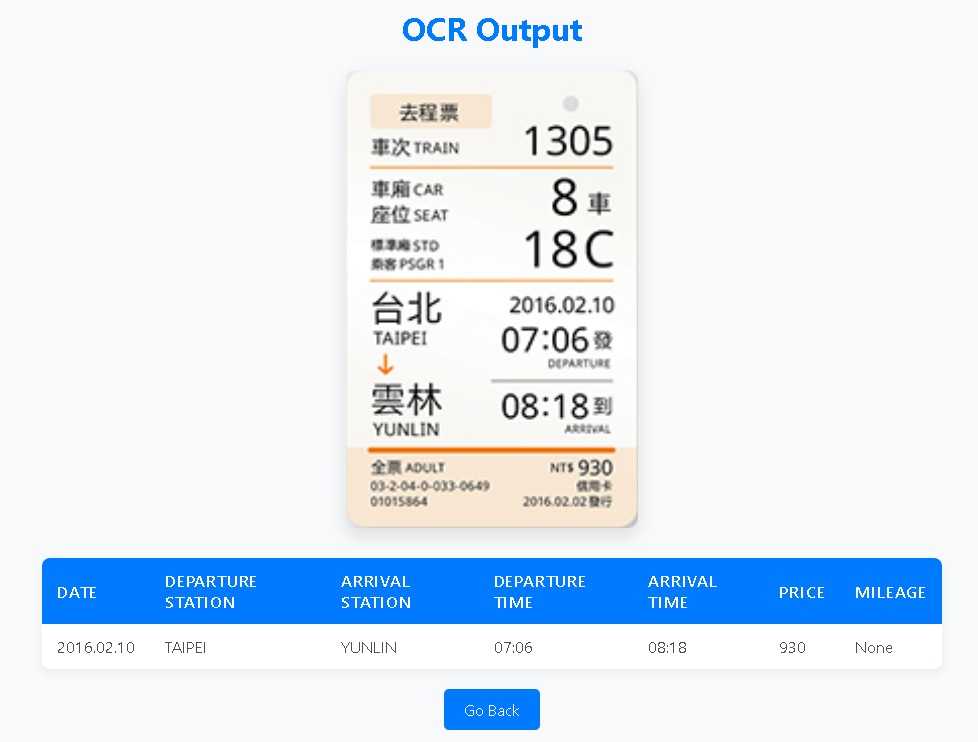 OCR Output
去程票
車次 TRAIN 1305
車廂 CAR 8 車
座位 SEAT 18C
標準廂 STD
乘客 PSGR 1
台北 2016.02.10
TAIPEI 07:06 發
DEPARTURE
↓
雲林 08:18 到
YUNLIN ARRIVAL
全票 ADULT NT$ 930
03-2-04-0-033-0649 信用卡
01015864 2016.02.02 發行
DATE DEPARTURE STATION ARRIVAL STATION DEPARTURE TIME ARRIVAL TIME PRICE MILEAGE
2016.02.10 TAIPEI YUNLIN 07:06 08:18 930 None
Go Back